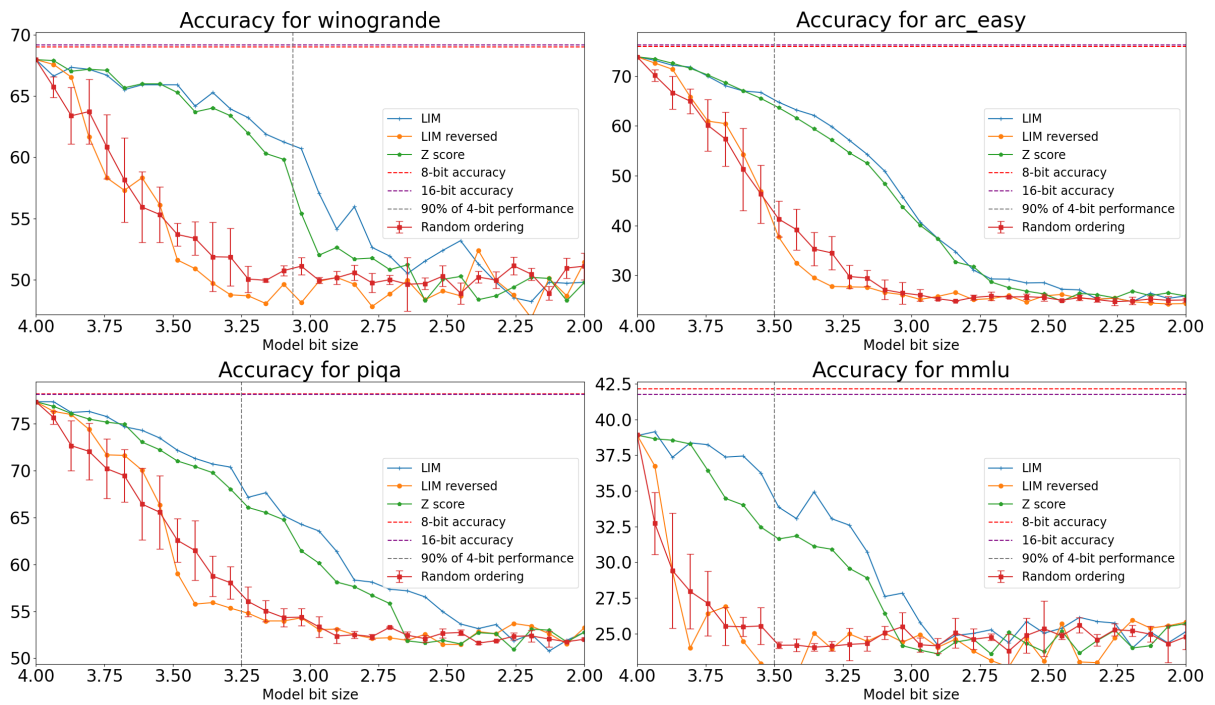 Accuracy for winogrande
70
65
60
55
50
4.00 3.75 3.50 3.25 3.00 2.75 2.50 2.25 2.00
Model bit size
LIM
LIM reversed
Z score
8-bit accuracy
16-bit accuracy
90% of 4-bit performance
Random ordering
Accuracy for arc_easy
70
60
50
40
30
4.00 3.75 3.50 3.25 3.00 2.75 2.50 2.25 2.00
Model bit size
LIM
LIM reversed
Z score
8-bit accuracy
16-bit accuracy
90% of 4-bit performance
Random ordering
Accuracy for piqa
75
70
65
60
55
50
4.00 3.75 3.50 3.25 3.00 2.75 2.50 2.25 2.00
Model bit size
LIM
LIM reversed
Z score
8-bit accuracy
16-bit accuracy
90% of 4-bit performance
Random ordering
Accuracy for mmlu
42.5
40.0
37.5
35.0
32.5
30.0
27.5
25.0
4.00 3.75 3.50 3.25 3.00 2.75 2.50 2.25 2.00
Model bit size
LIM
LIM reversed
Z score
8-bit accuracy
16-bit accuracy
90% of 4-bit performance
Random ordering